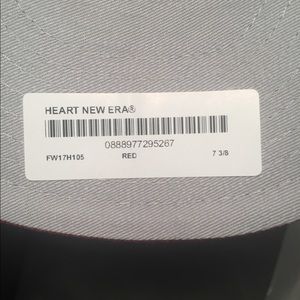 HEART NEW ERA®
0888977295267
FW17H105 RED 7 3/8